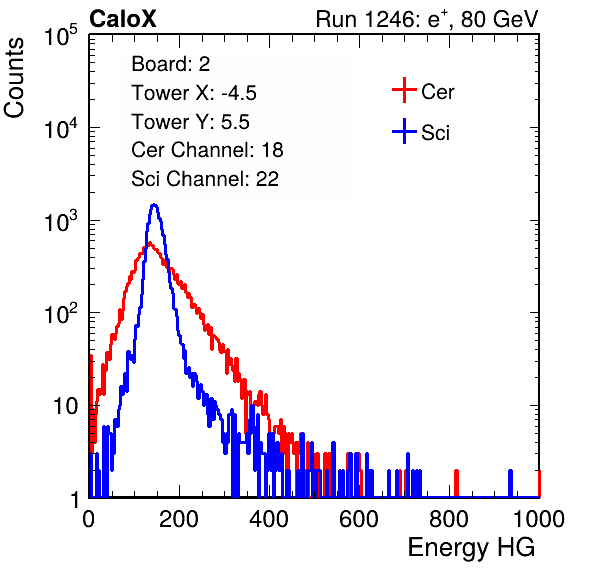 CaloX Run 1246: e⁺, 80 GeV
Counts
10⁵
10⁴
10³
10²
10
1
Board: 2
Tower X: -4.5
Tower Y: 5.5
Cer Channel: 18
Sci Channel: 22
Cer
Sci
0 200 400 600 800 1000
Energy HG